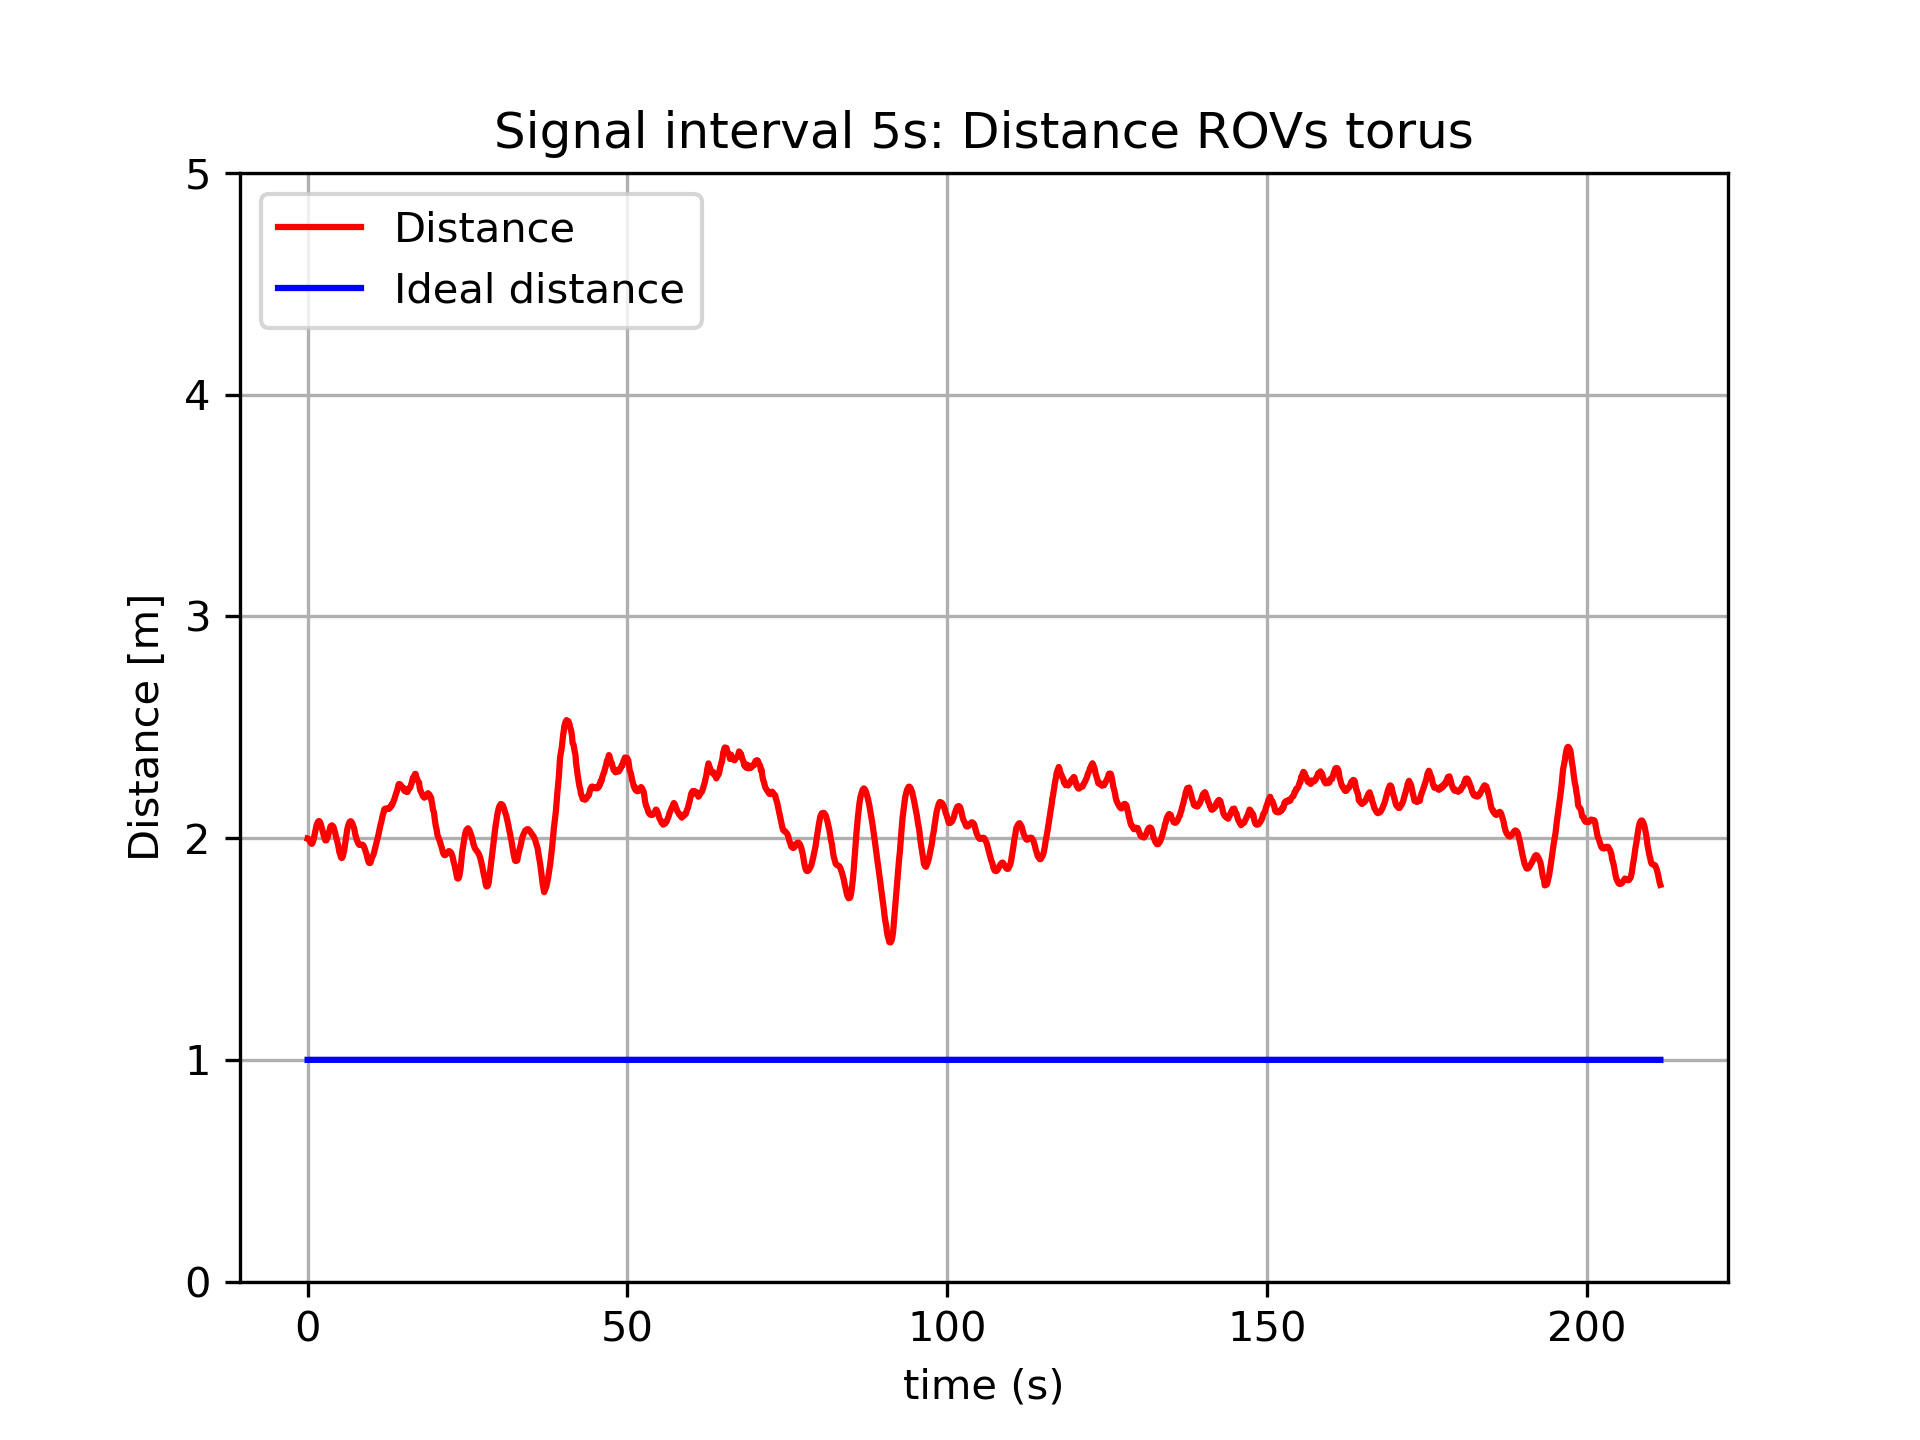 Signal interval 5s: Distance ROVs torus
Distance
Ideal distance
Distance [m]
5
4
3
2
1
0
0 50 100 150 200
time (s)